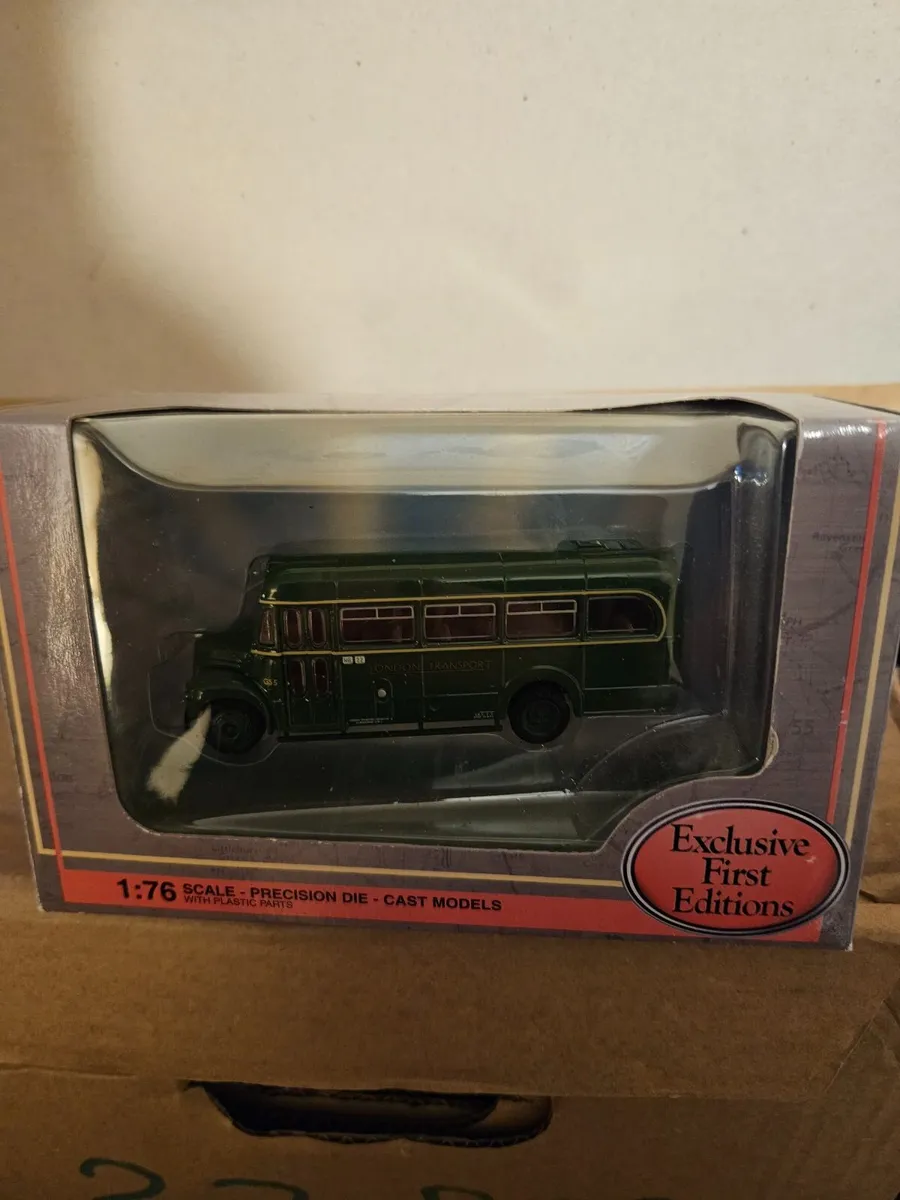 LONDON TRANSPORT
Exclusive
First
Editions
1:76 SCALE - PRECISION DIE - CAST MODELS
WITH PLASTIC PARTS